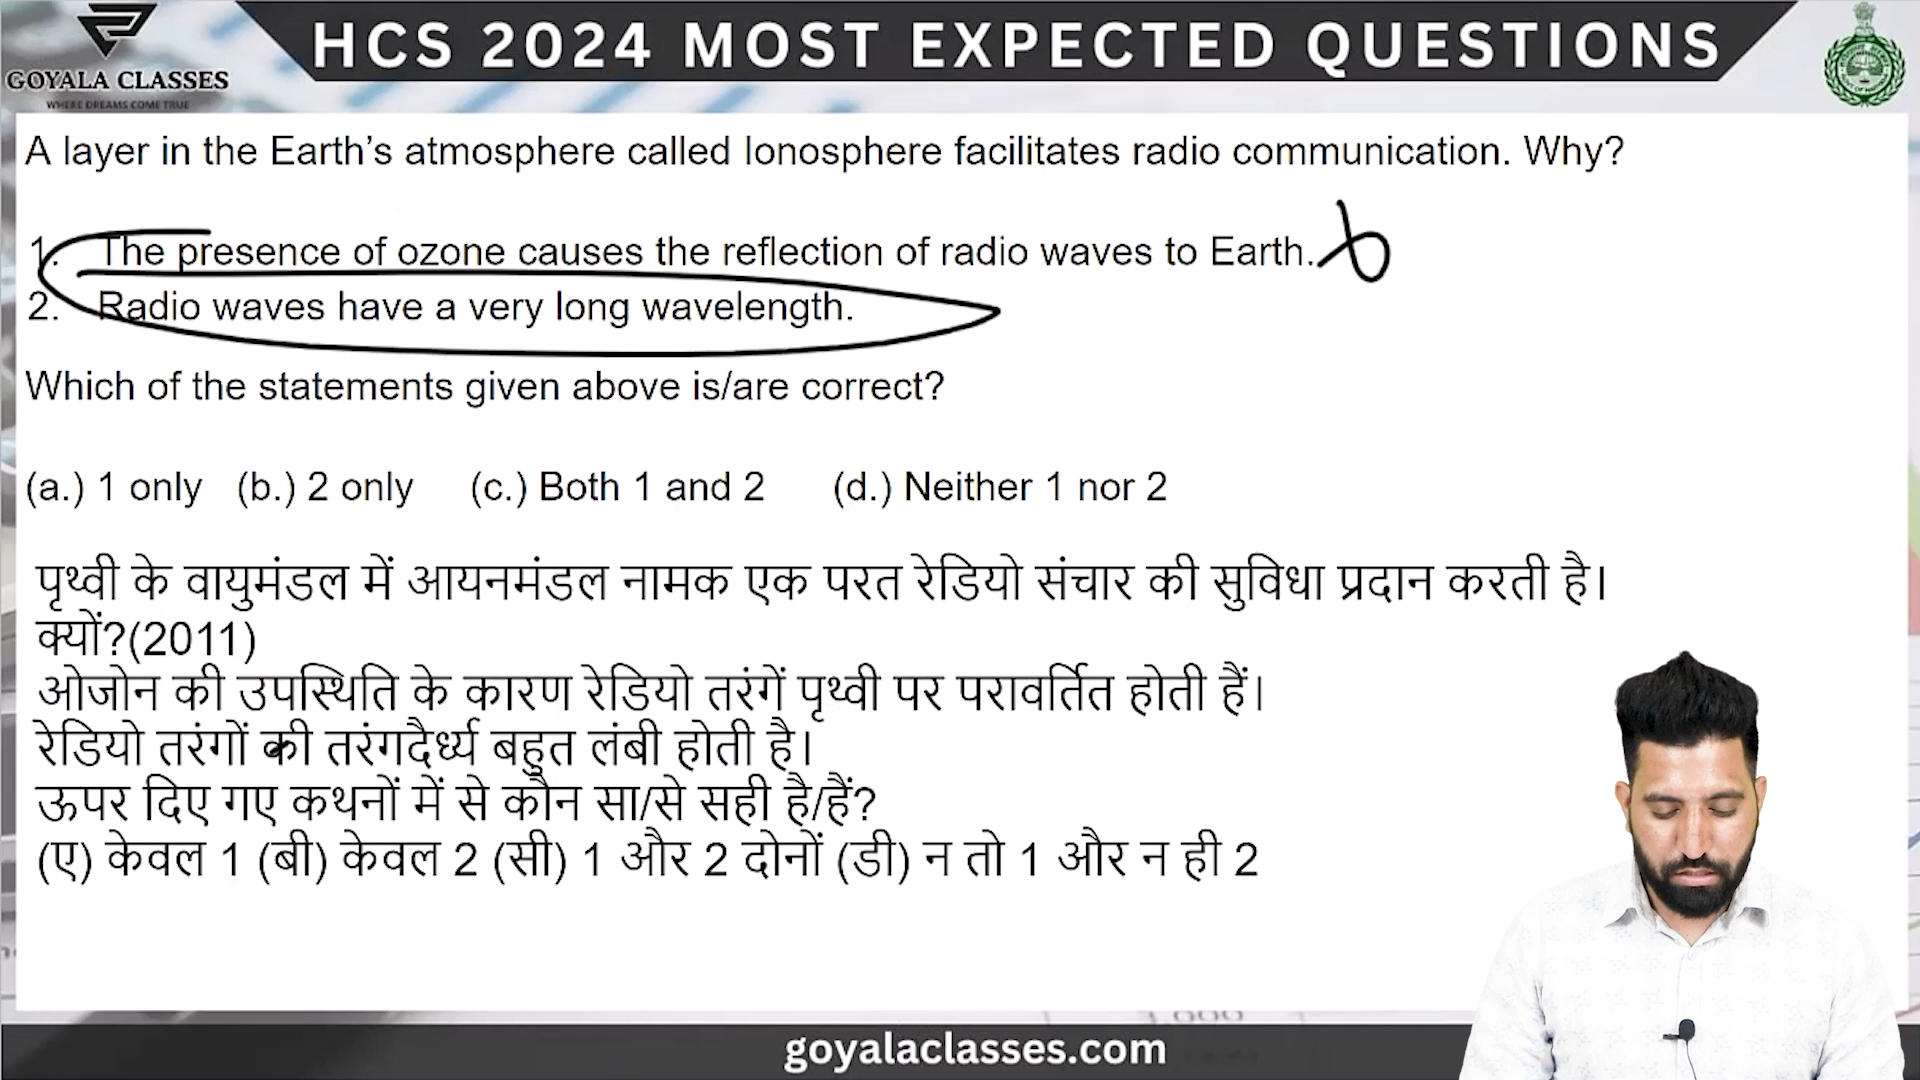 HCS 2024 MOST EXPECTED QUESTIONS
GOYALA CLASSES
WHERE DREAMS COME TRUE
A layer in the Earth’s atmosphere called Ionosphere facilitates radio communication. Why?
1. The presence of ozone causes the reflection of radio waves to Earth.
2. Radio waves have a very long wavelength.
Which of the statements given above is/are correct?
(a.) 1 only (b.) 2 only (c.) Both 1 and 2 (d.) Neither 1 nor 2
पृथ्वी के वायुमंडल में आयनमंडल नामक एक परत रेडियो संचार की सुविधा प्रदान करती है।
क्यों?(2011)
ओजोन की उपस्थिति के कारण रेडियो तरंगें पृथ्वी पर परावर्तित होती हैं।
रेडियो तरंगों की तरंगदैर्ध्य बहुत लंबी होती है।
ऊपर दिए गए कथनों में से कौन सा/से सही है/हैं?
(ए) केवल 1 (बी) केवल 2 (सी) 1 और 2 दोनों (डी) न तो 1 और न ही 2
1,000
goyalaclasses.com